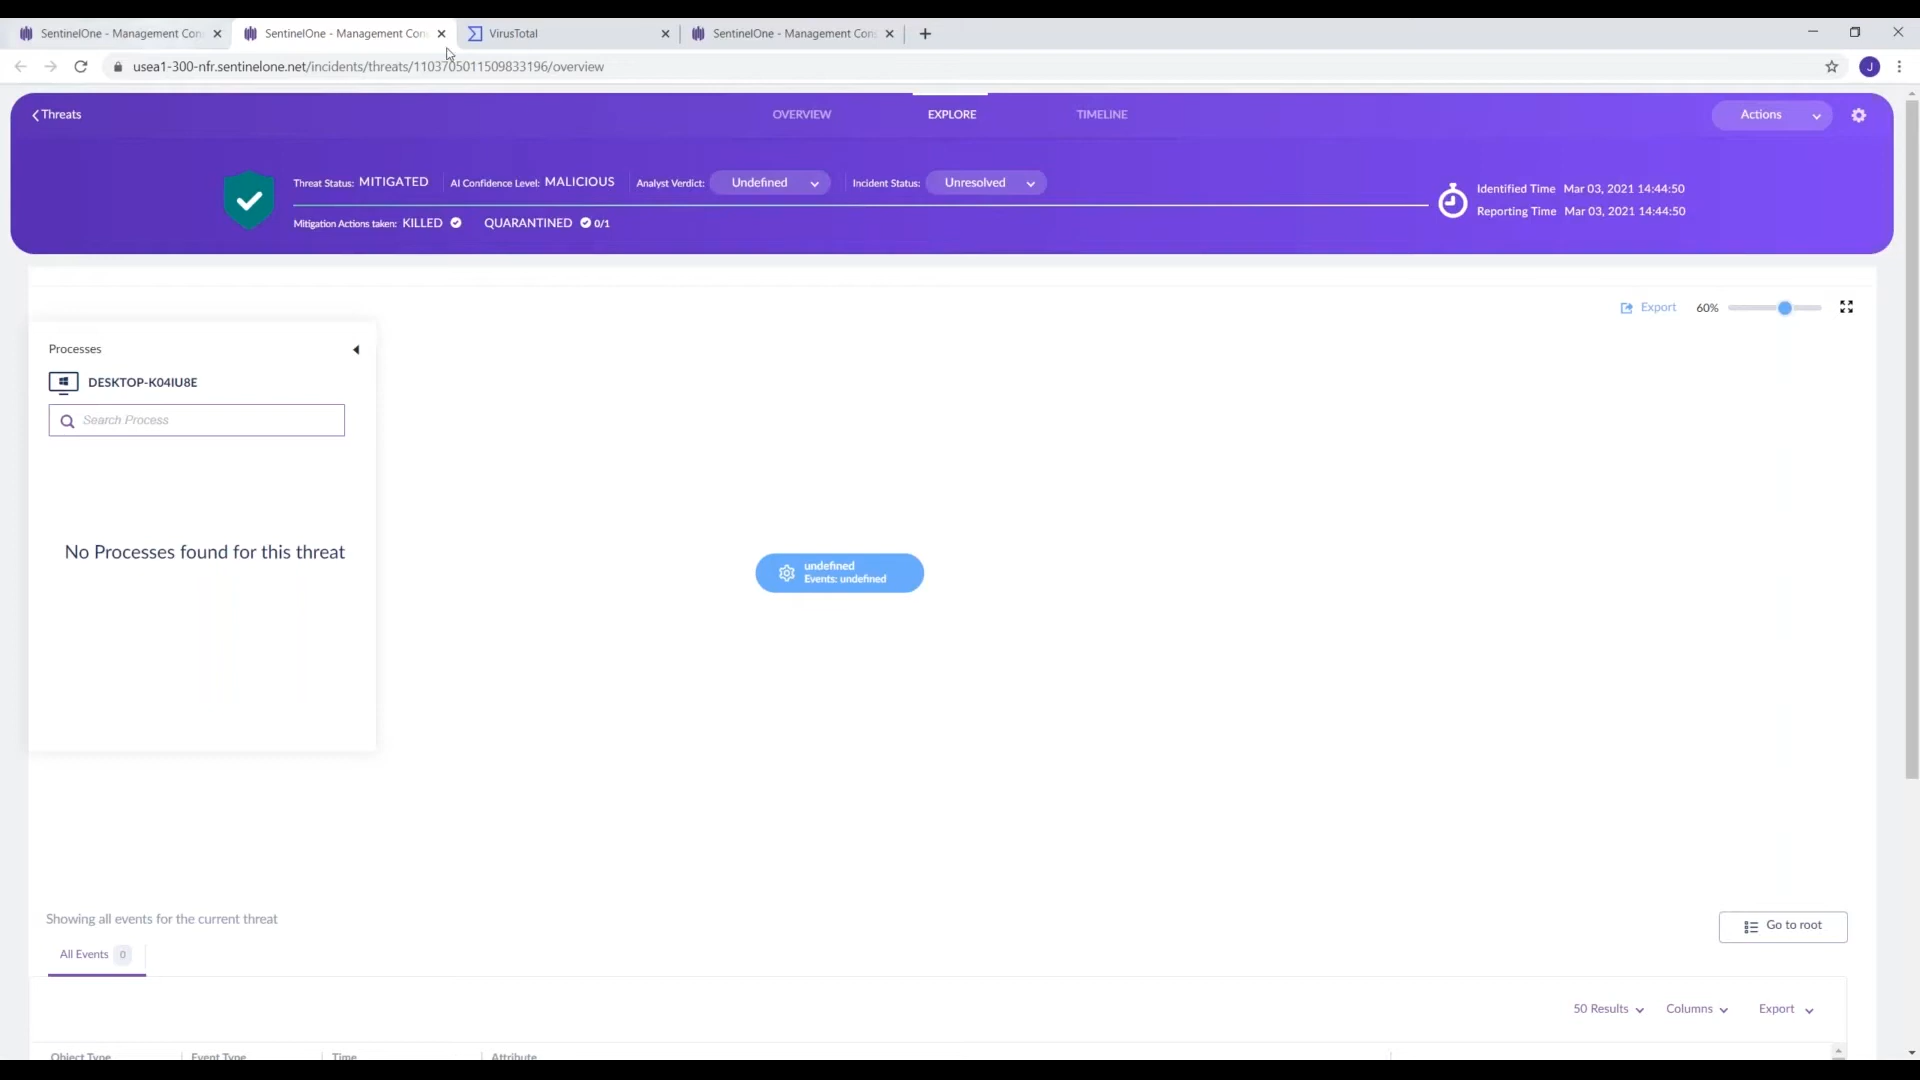 SentinelOne - Management Con
SentinelOne - Management Con
VirusTotal
SentinelOne - Management Con
usea1-300-nfr.sentinelone.net/incidents/threats/1103705011509833196/overview
J
Threats
OVERVIEW
EXPLORE
TIMELINE
Actions
Threat Status: MITIGATED
AI Confidence Level: MALICIOUS
Analyst Verdict: Undefined
Incident Status: Unresolved
Identified Time Mar 03, 2021 14:44:50
Mitigation Actions taken: KILLED QUARANTINED 0/1
Reporting Time Mar 03, 2021 14:44:50
Export 60%
Processes
DESKTOP-K04IU8E
Search Process
No Processes found for this threat
undefined
Events: undefined
Showing all events for the current threat
Go to root
All Events 0
50 Results
Columns
Export
Object Type
Event Type
Time
Attribute